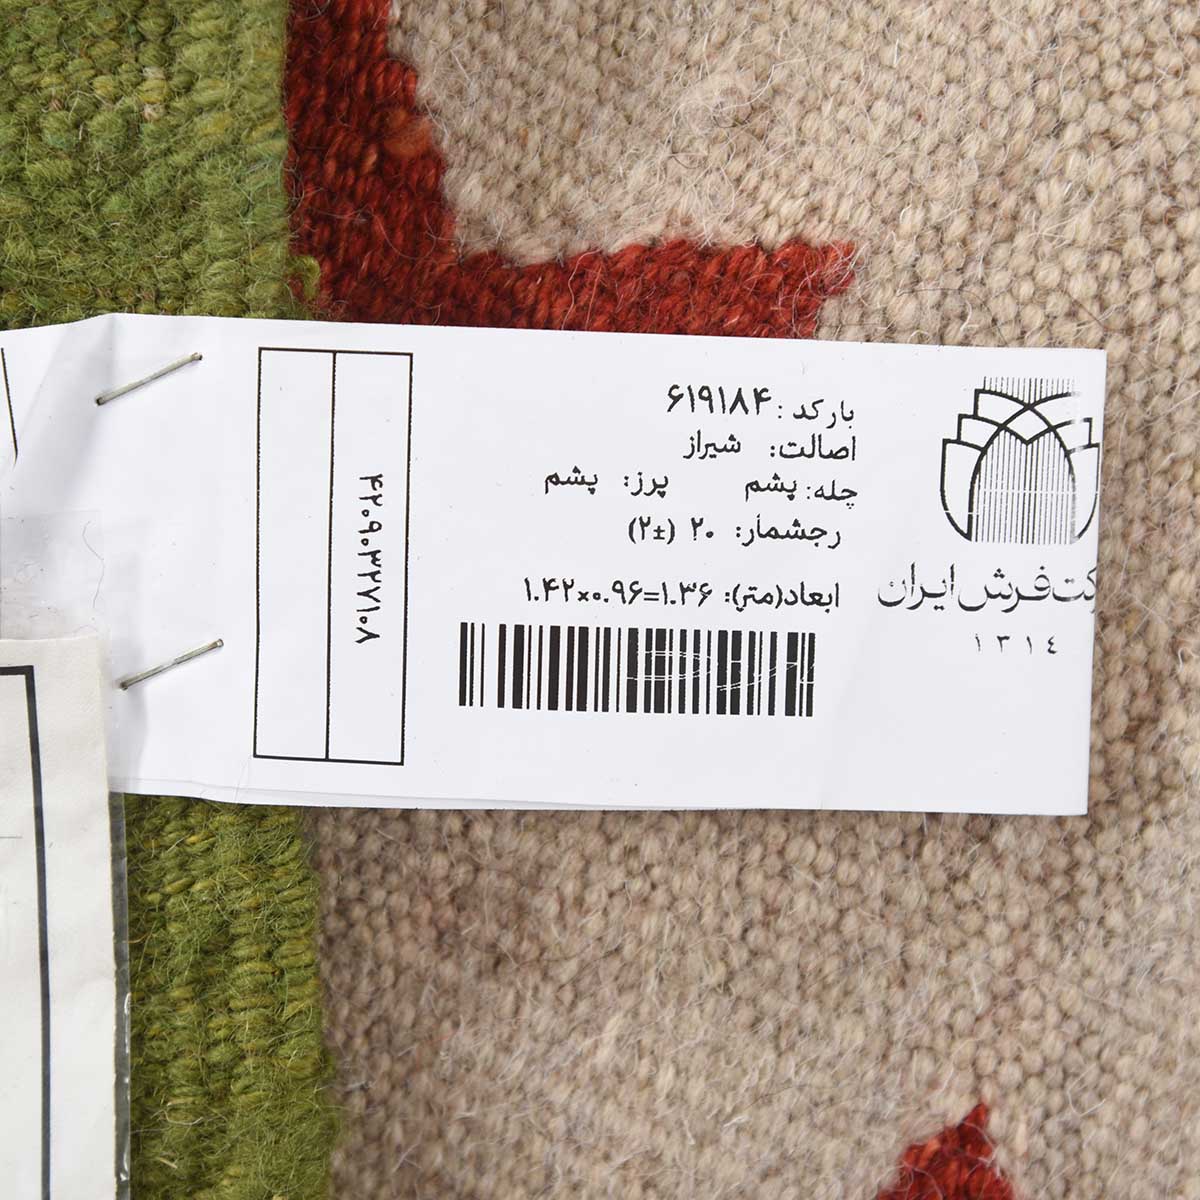 بارکد: ۶۱۹۱۸۴
اصالت: شیراز
چله: پشم پرز: پشم
رجشمار: ۲۰ (±۲)
ابعاد(متر): ۱.۴۲×۰.۹۶=۱.۳۶
فرش ایران
۱۳۱٤
۴۲۰۹۰۳۲۷۱۰۸